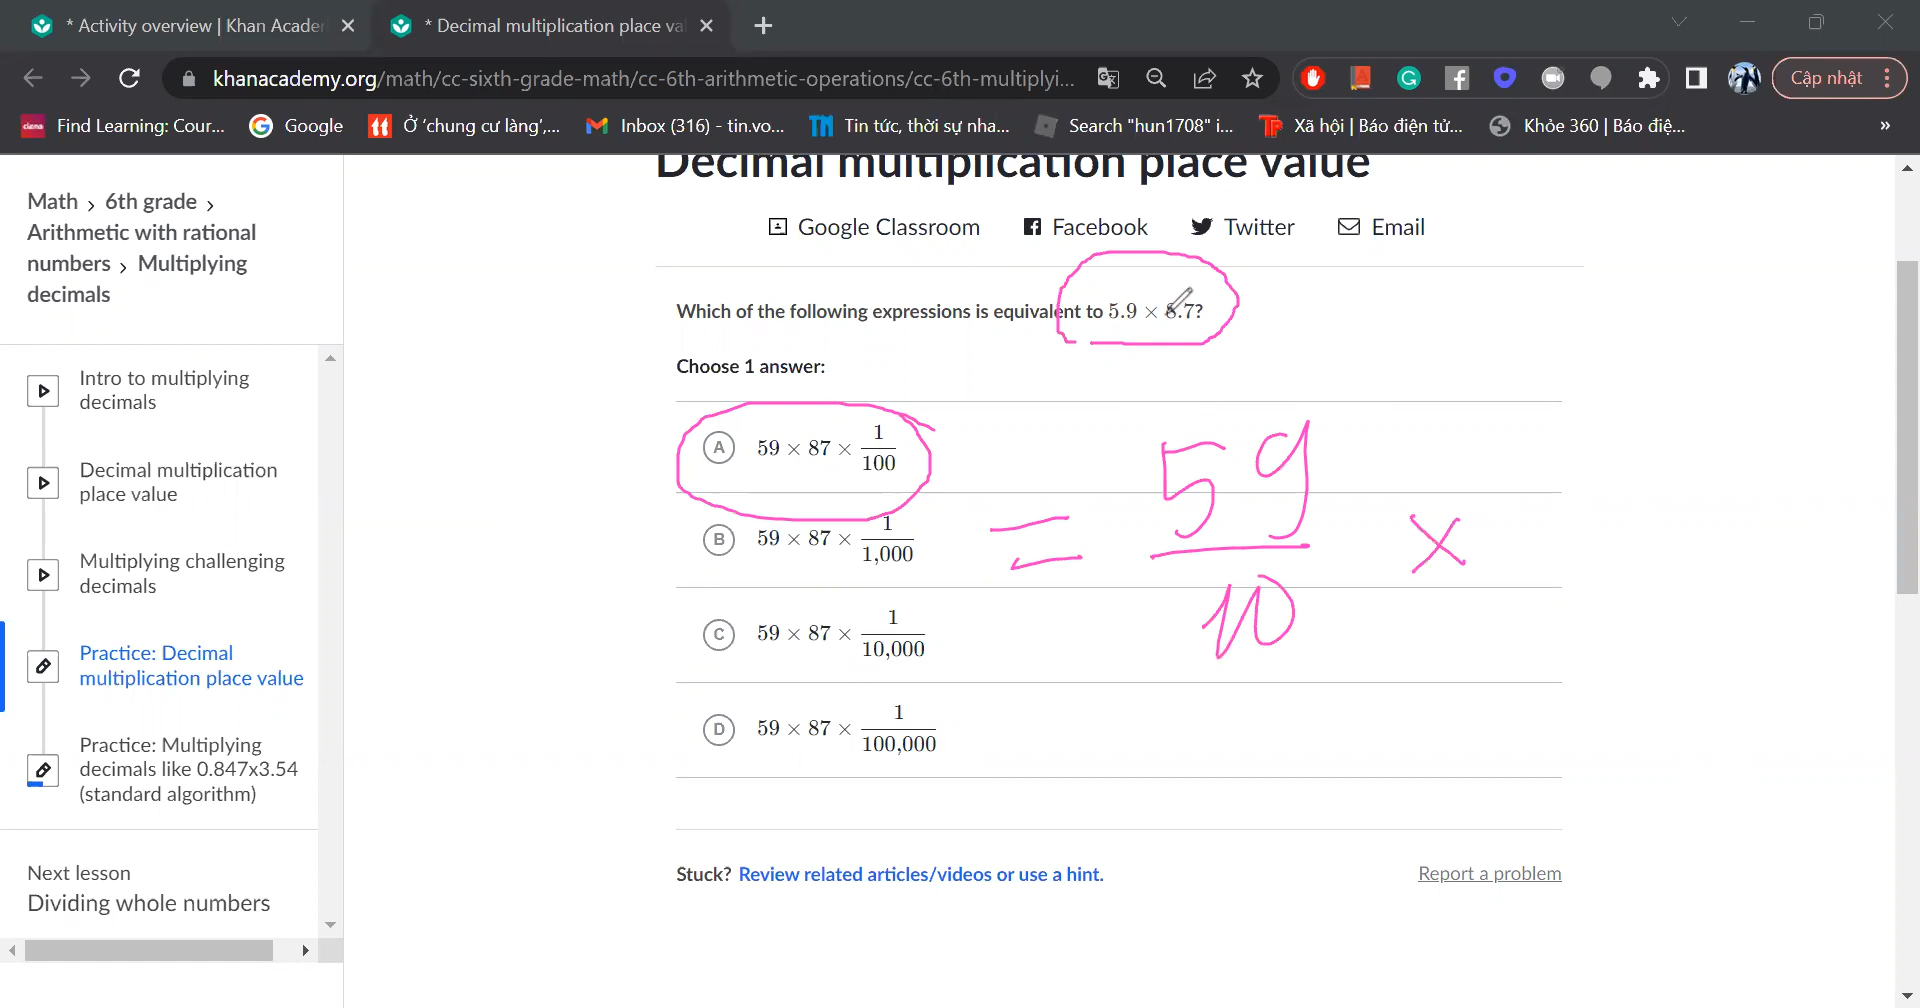 * Activity overview | Khan Acader
* Decimal multiplication place va
khanacademy.org/math/cc-sixth-grade-math/cc-6th-arithmetic-operations/cc-6th-multiplyi...
Cập nhật
ciena Find Learning: Cour...
Google
Ở 'chung cư làng',...
Inbox (316) - tin.vo...
TN Tin tức, thời sự nha...
Search "hun1708" i...
TP Xã hội | Báo điện tử...
Khỏe 360 | Báo điệ...
»
Math > 6th grade >
Arithmetic with rational
numbers > Multiplying
decimals
Intro to multiplying
decimals
Decimal multiplication
place value
Multiplying challenging
decimals
Practice: Decimal
multiplication place value
Practice: Multiplying
decimals like 0.847x3.54
(standard algorithm)
Next lesson
Dividing whole numbers
Decimal multiplication place value
Google Classroom
Facebook
Twitter
Email
Which of the following expressions is equivalent to 5.9 × 8.7?
Choose 1 answer:
A 59 × 87 × 1/100
B 59 × 87 × 1/1,000
C 59 × 87 × 1/10,000
D 59 × 87 × 1/100,000
= 59/10 ×
Stuck? Review related articles/videos or use a hint.
Report a problem